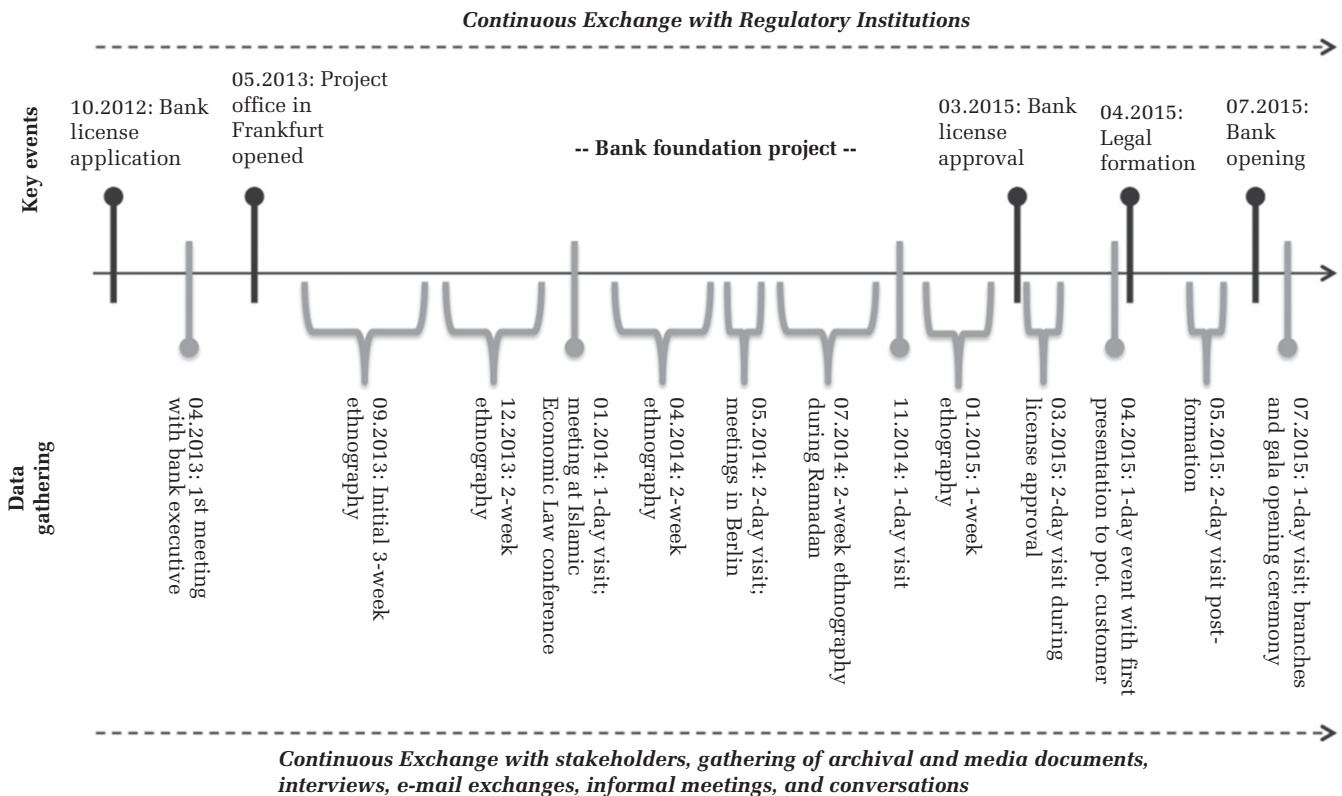 Continuous Exchange with Regulatory Institutions
Key events
10.2012: Bank
license
application
05.2013: Project
office in
Frankfurt
opened
-- Bank foundation project --
03.2015: Bank
license
approval
04.2015:
Legal
formation
07.2015:
Bank
opening
Data
gathering
04.2013: 1st meeting
with bank executive
09.2013: Initial 3-week
ethnography
12.2013: 2-week
ethnography
01.2014: 1-day visit;
meeting at Islamic
Economic Law conference
04.2014: 2-week
ethnography
05.2014: 2-day visit;
meetings in Berlin
07.2014: 2-week ethnography
during Ramadan
11.2014: 1-day visit
01.2015: 1-week
ethography
03.2015: 2-day visit during
license approval
04.2015: 1-day event with first
presentation to pot. customer
05.2015: 2-day visit post-
formation
07.2015: 1-day visit; branches
and gala opening ceremony
Continuous Exchange with stakeholders, gathering of archival and media documents,
interviews, e-mail exchanges, informal meetings, and conversations